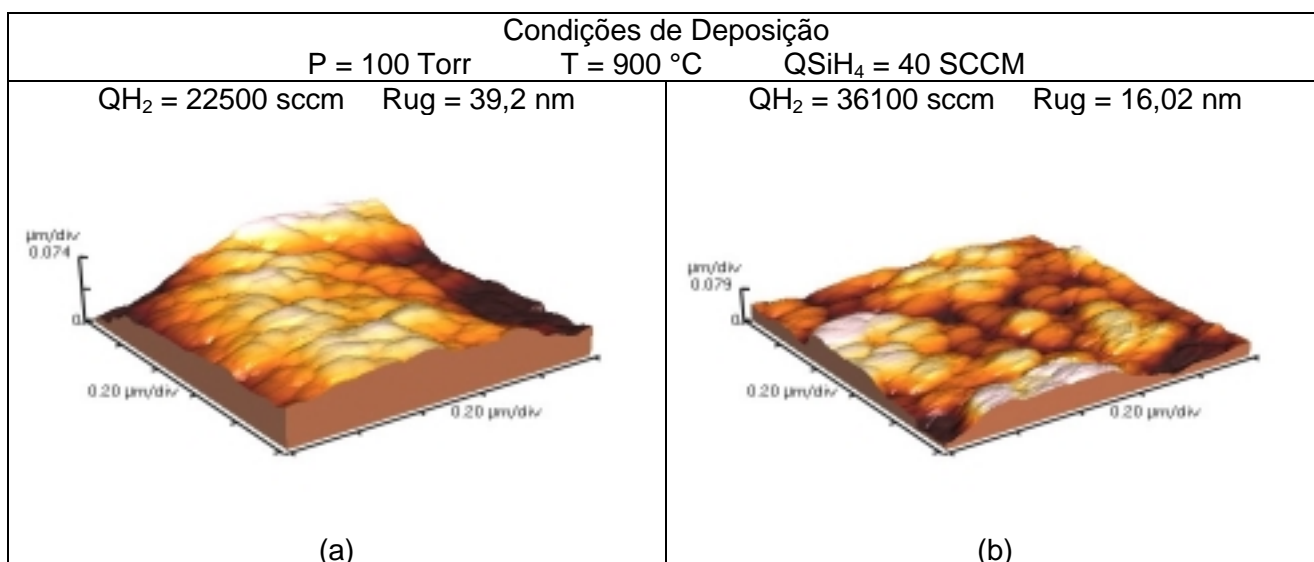 Condições de Deposição
P = 100 Torr T = 900 °C QSiH₄ = 40 SCCM
QH₂ = 22500 sccm Rug = 39,2 nm
QH₂ = 36100 sccm Rug = 16,02 nm
µm/div
0.074
0
0.20 µm/div
0.20 µm/div
(a)
µm/div
0.079
0
0.20 µm/div
0.20 µm/div
(b)